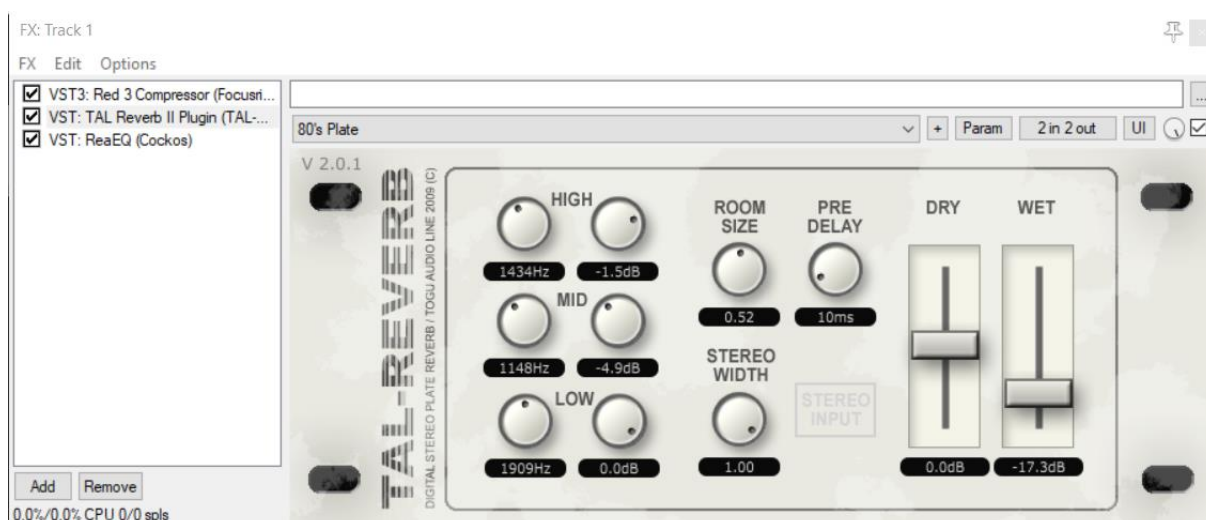 FX: Track 1
FX Edit Options
VST3: Red 3 Compressor (Focusri...
VST: TAL Reverb II Plugin (TAL-...
VST: ReaEQ (Cockos)
Add Remove
0.0%/0.0% CPU 0/0 spls
...
80's Plate + Param 2 in 2 out UI
V 2.0.1
TAL-REVERB
DIGITAL STEREO PLATE REVERB / TOGU AUDIO LINE 2009 (C)
HIGH
1434Hz -1.5dB
MID
1148Hz -4.9dB
LOW
1909Hz 0.0dB
ROOM
SIZE
0.52
PRE
DELAY
10ms
STEREO
WIDTH
1.00
STEREO
INPUT
DRY
0.0dB
WET
-17.3dB